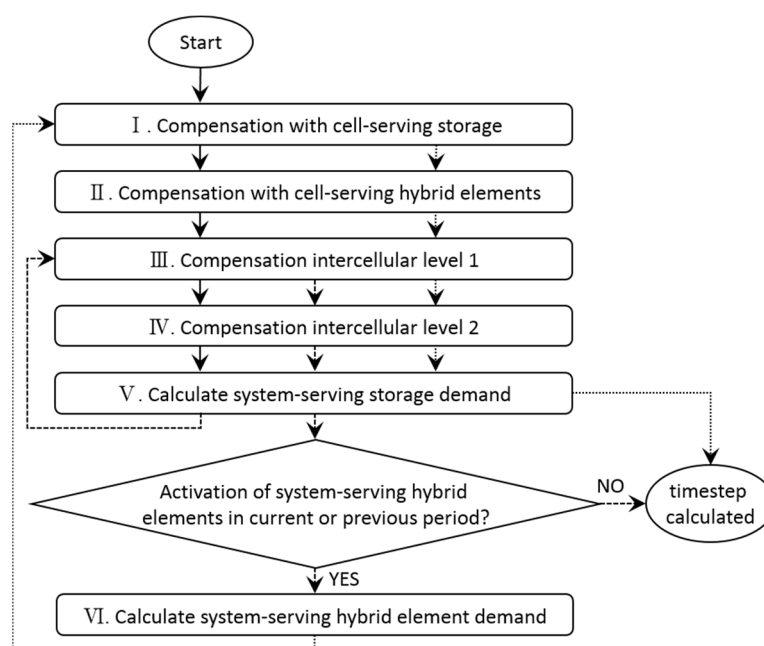 Start
Ⅰ. Compensation with cell-serving storage
Ⅱ. Compensation with cell-serving hybrid elements
Ⅲ. Compensation intercellular level 1
Ⅳ. Compensation intercellular level 2
Ⅴ. Calculate system-serving storage demand
Activation of system-serving hybrid
elements in current or previous period?
NO
timestep
calculated
YES
Ⅵ. Calculate system-serving hybrid element demand